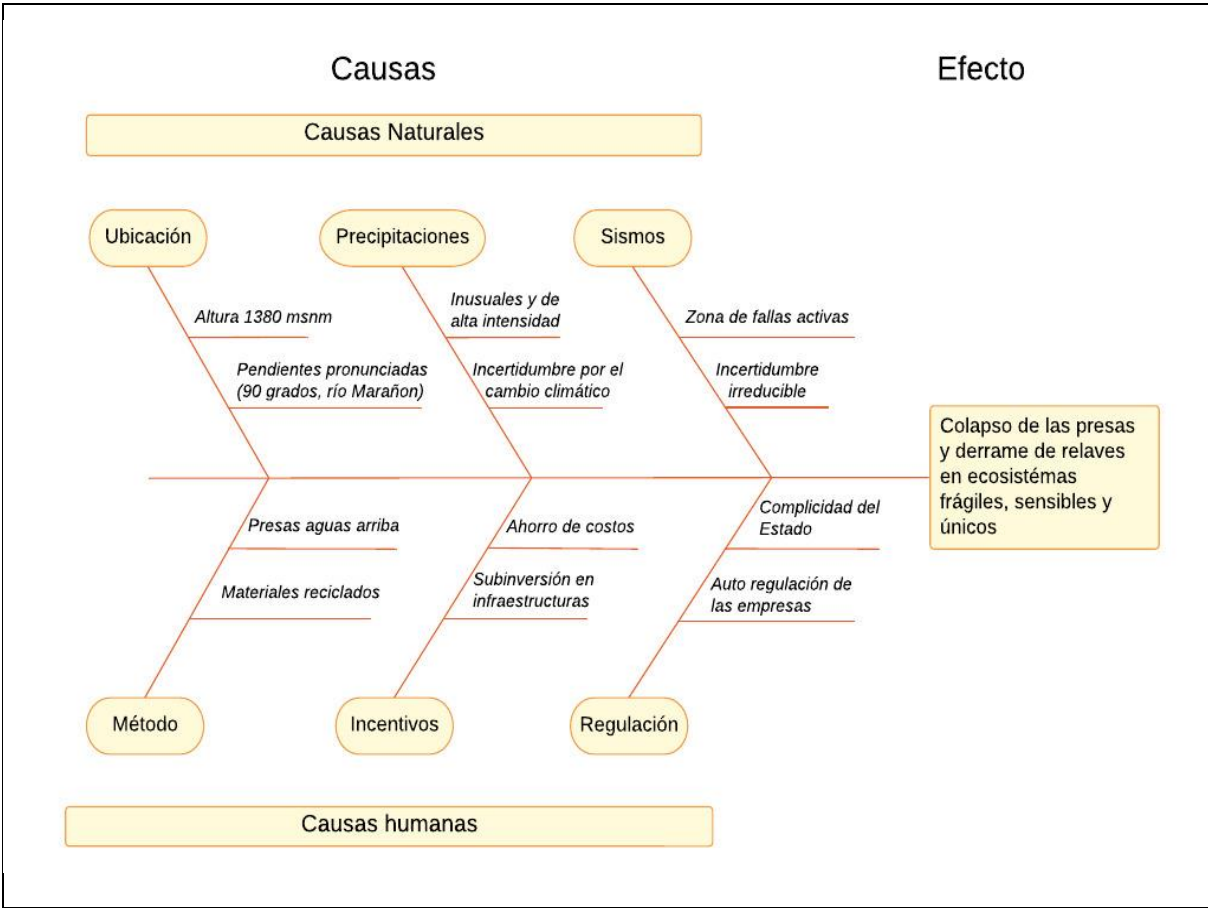 Causas
Efecto
Causas Naturales
Ubicación
Precipitaciones
Sismos
Altura 1380 msnm
Pendientes pronunciadas
(90 grados, río Marañon)
Inusuales y de
alta intensidad
Incertidumbre por el
cambio climático
Zona de fallas activas
Incertidumbre
irreducible
Colapso de las presas
y derrame de relaves
en ecosistémas
frágiles, sensibles y
únicos
Presas aguas arriba
Materiales reciclados
Ahorro de costos
Subinversión en
infraestructuras
Complicidad del
Estado
Auto regulación de
las empresas
Método
Incentivos
Regulación
Causas humanas